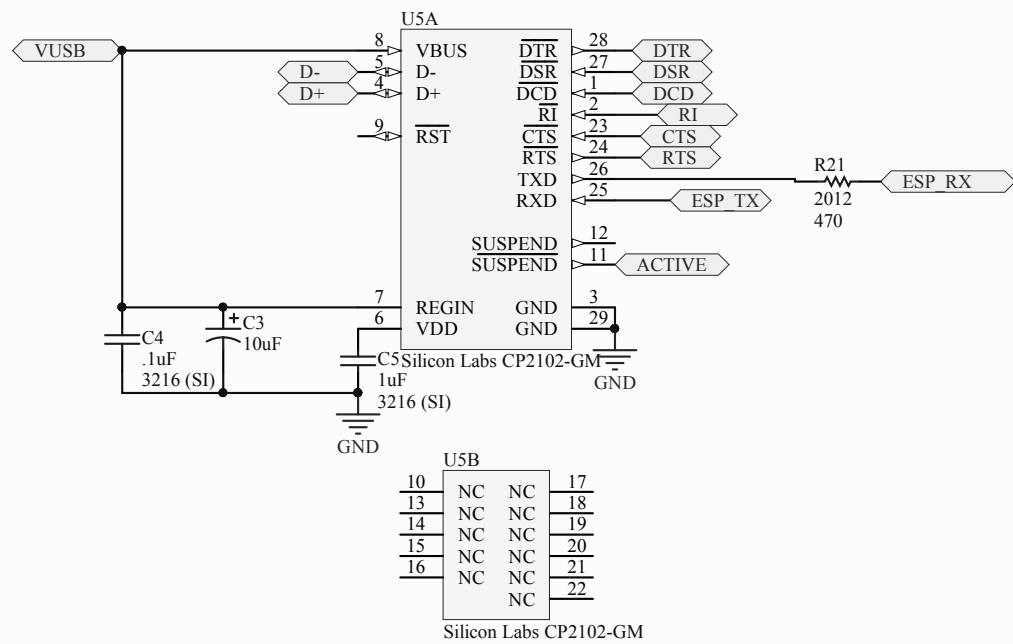 U5A
VUSB
8 VBUS DTR 28 DTR
D- 5 D- DSR 27 DSR
D+ 4 D+ DCD 1 DCD
RI 2 RI
9 RST CTS 23 CTS
RTS 24 RTS
TXD 26 R21 ESP_RX
RXD 25 ESP_TX 2012
470
SUSPEND 12
SUSPEND 11 ACTIVE
7 REGIN GND 3
6 VDD GND 29
C4
.1uF
3216 (SI)
C3
10uF
C5
1uF
3216 (SI)
Silicon Labs CP2102-GM
GND
GND
U5B
10 NC NC 17
13 NC NC 18
14 NC NC 19
15 NC NC 20
16 NC NC 21
NC 22
Silicon Labs CP2102-GM